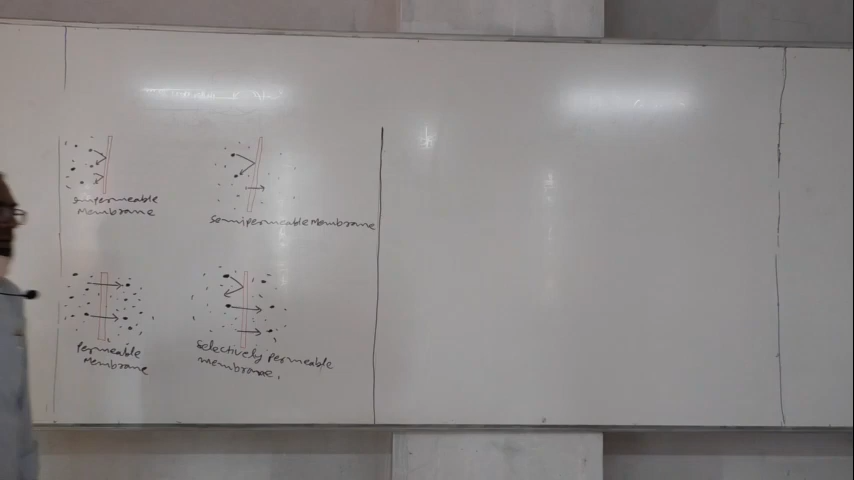 Impermeable
Membrane
Semipermeable Membrane
Permeable
Membrane
Selectively permeable
membrane.